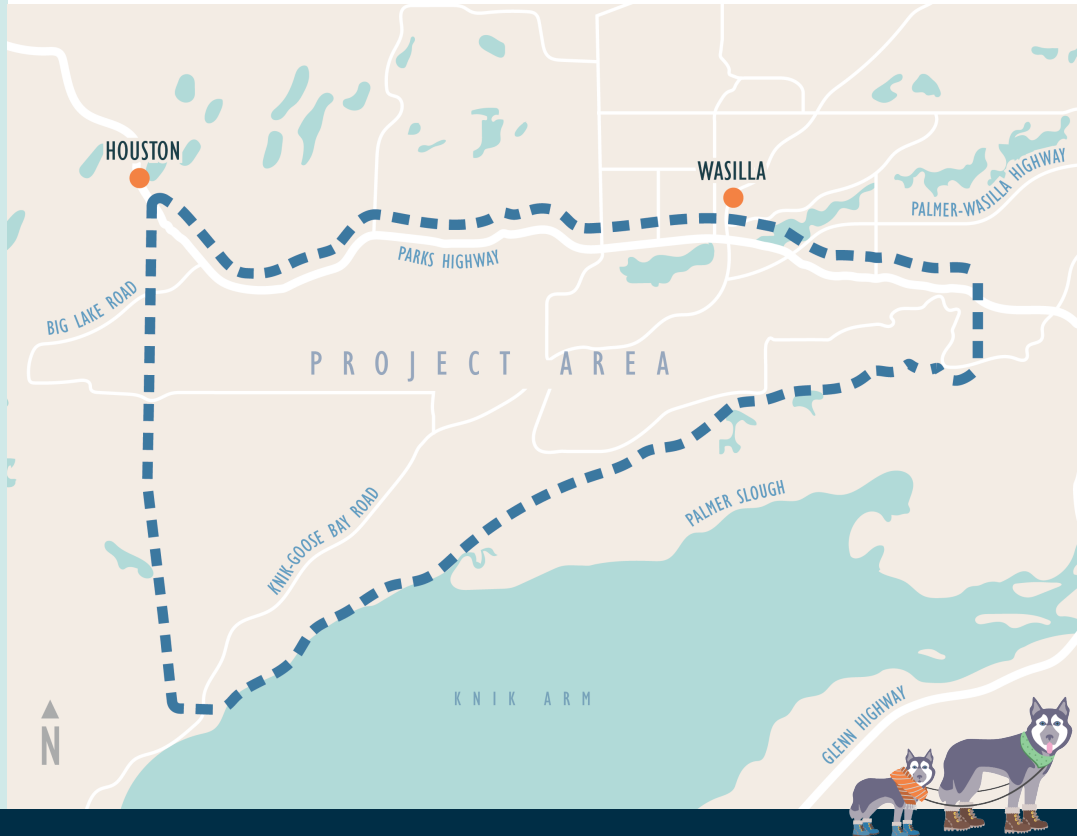 HOUSTON
WASILLA
PALMER-WASILLA HIGHWAY
PARKS HIGHWAY
BIG LAKE ROAD
PROJECT AREA
KNIK-GOOSE BAY ROAD
PALMER SLOUGH
KNIK ARM
GLENN HIGHWAY
N